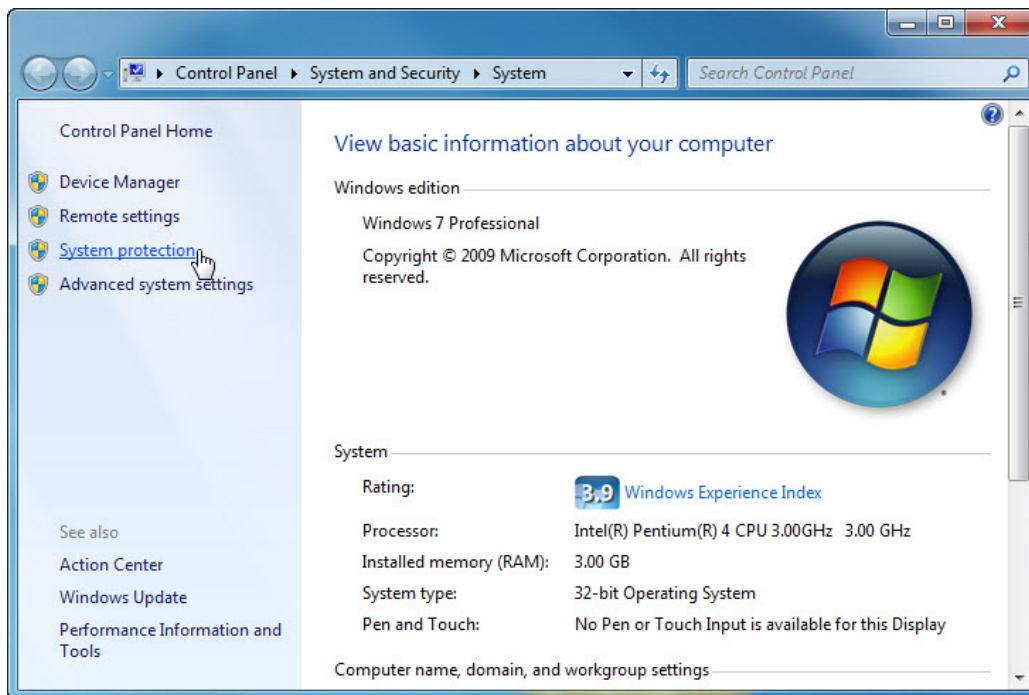 Control Panel ▸ System and Security ▸ System
Search Control Panel
Control Panel Home
Device Manager
Remote settings
System protection
Advanced system settings
See also
Action Center
Windows Update
Performance Information and
Tools
View basic information about your computer
Windows edition
Windows 7 Professional
Copyright © 2009 Microsoft Corporation. All rights
reserved.
System
Rating:
3.9 Windows Experience Index
Processor:
Intel(R) Pentium(R) 4 CPU 3.00GHz 3.00 GHz
Installed memory (RAM):
3.00 GB
System type:
32-bit Operating System
Pen and Touch:
No Pen or Touch Input is available for this Display
Computer name, domain, and workgroup settings